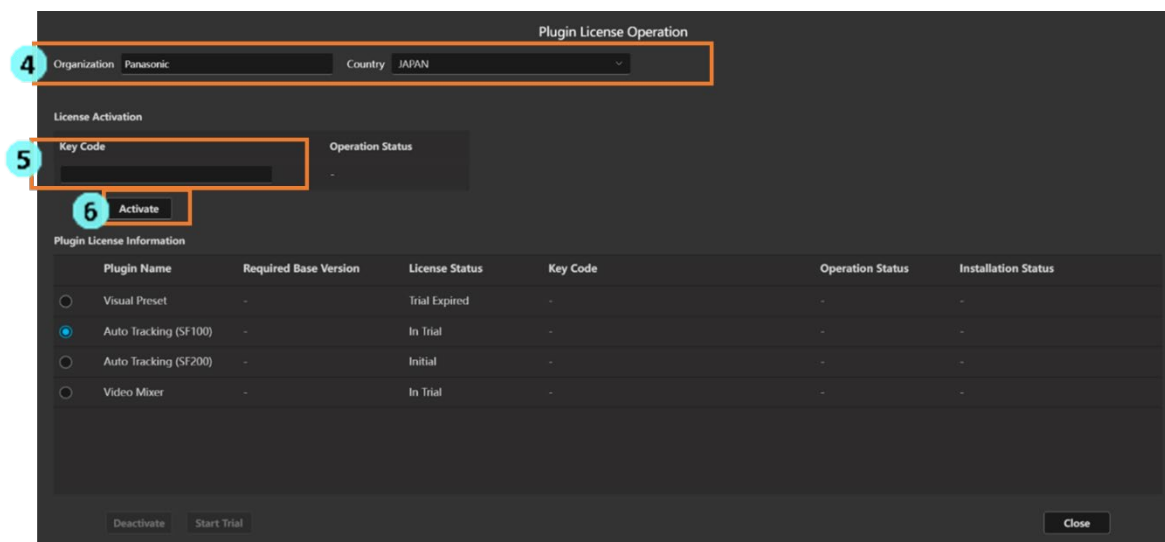 Plugin License Operation
4 Organization Panasonic Country JAPAN
License Activation
Key Code Operation Status
5
-
6 Activate
Plugin License Information
Plugin Name Required Base Version License Status Key Code Operation Status Installation Status
Visual Preset - Trial Expired - - -
Auto Tracking (SF100) - In Trial - - -
Auto Tracking (SF200) - Initial - - -
Video Mixer - In Trial - - -
Deactivate Start Trial Close